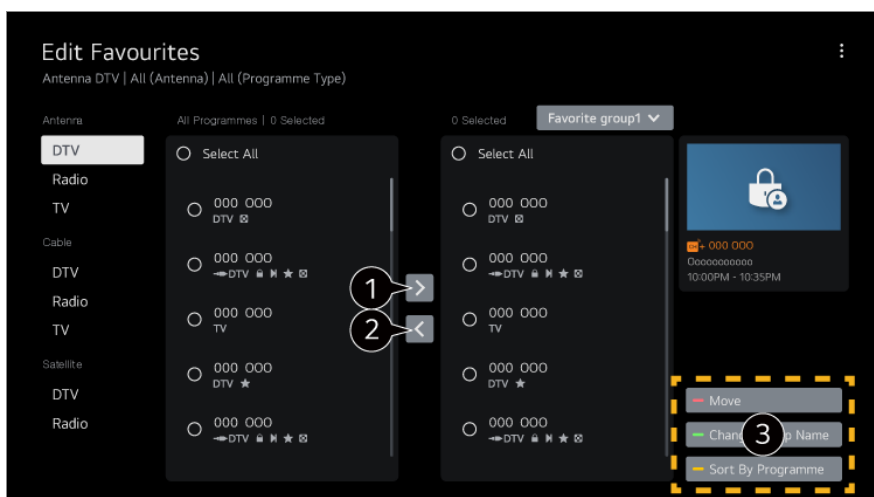 Edit Favourites
Antenna DTV | All (Antenna) | All (Programme Type)
Antenna
DTV
Radio
TV
Cable
DTV
Radio
TV
Satellite
DTV
Radio
All Programmes | 0 Selected
Select All
000 000
DTV
000 000
DTV
000 000
TV
000 000
DTV
000 000
DTV
1
2
0 Selected
Favorite group1
Select All
000 000
DTV
000 000
DTV
000 000
TV
000 000
DTV
000 000
DTV
000 000
Oooooooooo
10:00PM - 10:35PM
Move
3
Name
Sort By Programme